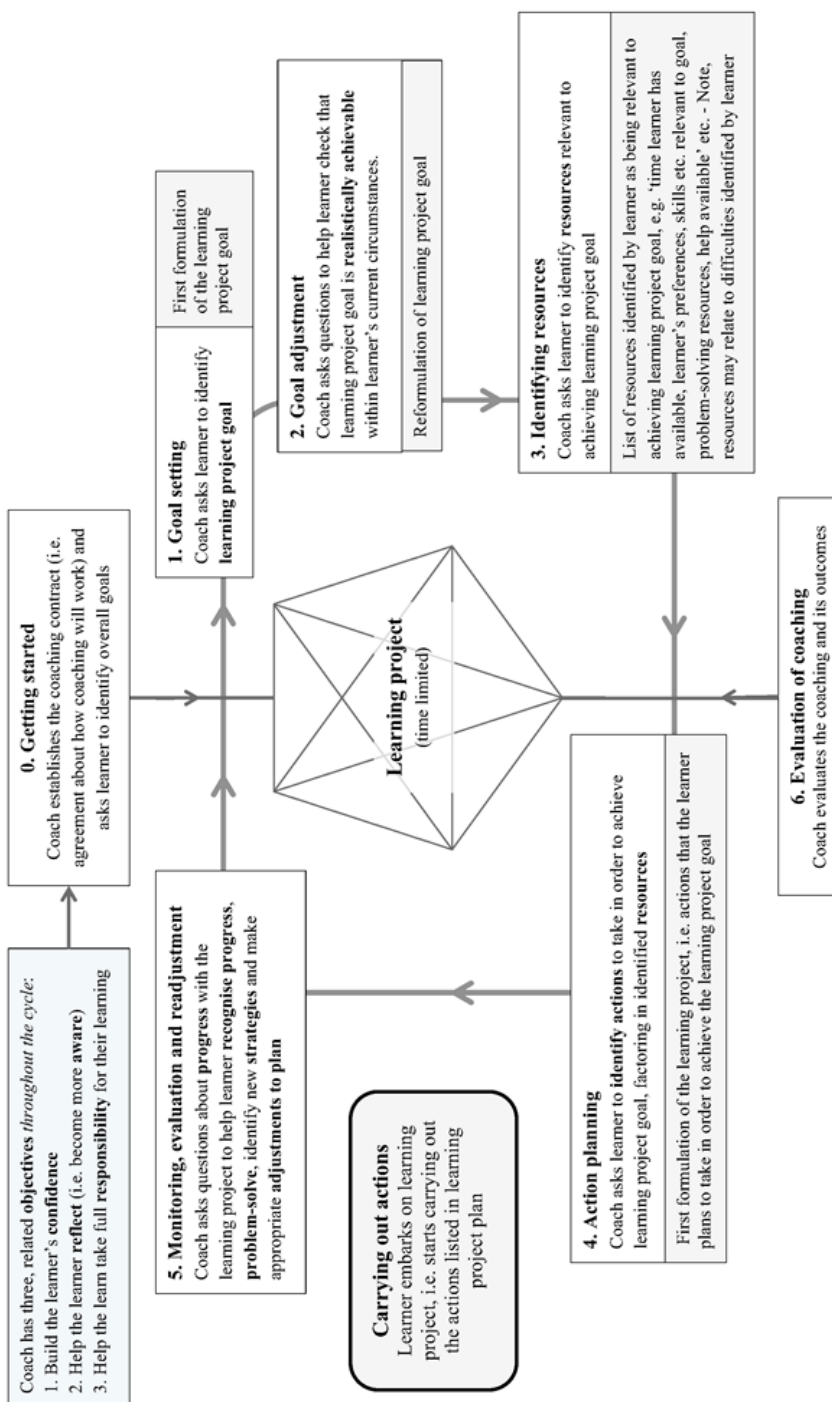 Coach has three, related objectives throughout the cycle:
1. Build the learner's confidence
2. Help the learner reflect (i.e. become more aware)
3. Help the learn take full responsibility for their learning
0. Getting started
Coach establishes the coaching contract (i.e.
agreement about how coaching will work) and
asks learner to identify overall goals
1. Goal setting
Coach asks learner to identify
learning project goal
First formulation
of the learning
project goal
2. Goal adjustment
Coach asks questions to help learner check that
learning project goal is realistically achievable
within learner's current circumstances.
Reformulation of learning project goal
3. Identifying resources
Coach asks learner to identify resources relevant to
achieving learning project goal
List of resources identified by learner as being relevant to
achieving learning project goal, e.g. 'time learner has
available, learner's preferences, skills etc. relevant to goal,
problem-solving resources, help available' etc. - Note,
resources may relate to difficulties identified by learner
4. Action planning
Coach asks learner to identify actions to take in order to achieve
learning project goal, factoring in identified resources
First formulation of the learning project, i.e. actions that the learner
plans to take in order to achieve the learning project goal
Carrying out actions
Learner embarks on learning
project, i.e. starts carrying out
the actions listed in learning
project plan
5. Monitoring, evaluation and readjustment
Coach asks questions about progress with the
learning project to help learner recognise progress,
problem-solve, identify new strategies and make
appropriate adjustments to plan
Learning project
(time limited)
6. Evaluation of coaching
Coach evaluates the coaching and its outcomes